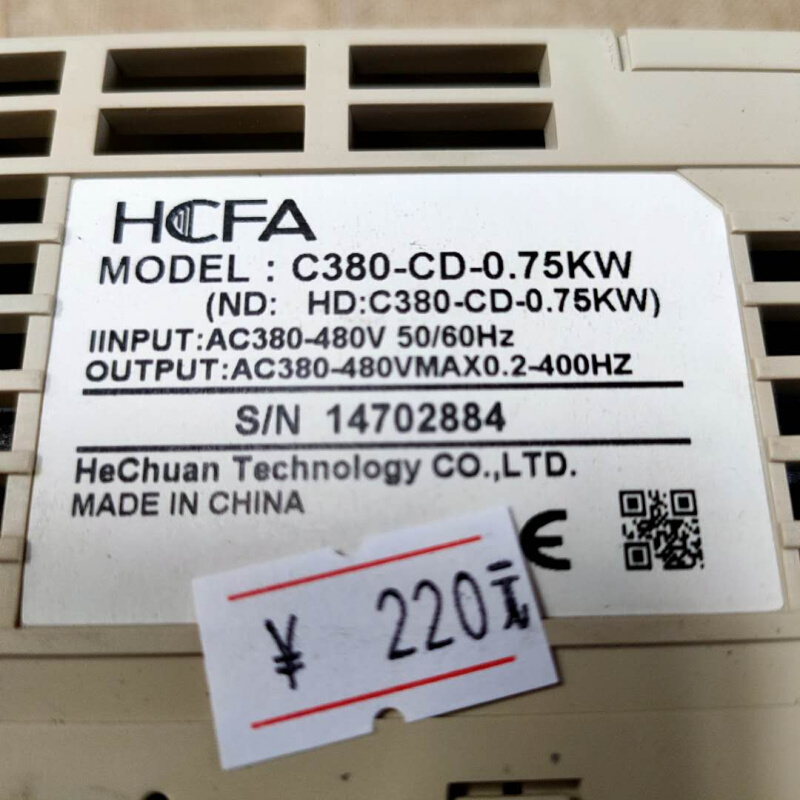 HCFA
MODEL : C380-CD-0.75KW
(ND: HD:C380-CD-0.75KW)
IINPUT:AC380-480V 50/60Hz
OUTPUT:AC380-480VMAX0.2-400HZ
S/N 14702884
HeChuan Technology CO.,LTD.
MADE IN CHINA
CE
¥ 220元